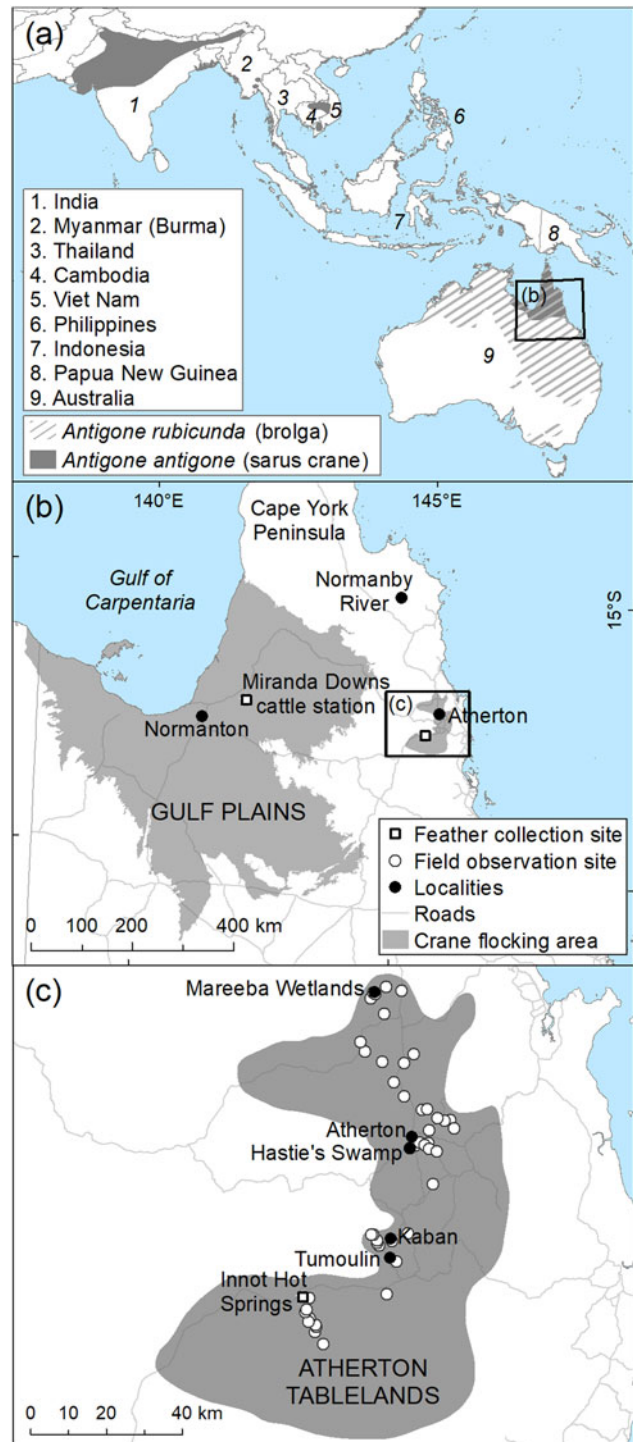 (a)
2
3
4
5
1
6
7
8
(b)
9
1. India
2. Myanmar (Burma)
3. Thailand
4. Cambodia
5. Viet Nam
6. Philippines
7. Indonesia
8. Papua New Guinea
9. Australia
Antigone rubicunda (brolga)
Antigone antigone (sarus crane)
(b)
140°E
145°E
Cape York
Peninsula
Gulf of
Carpentaria
Normanby
River
15°S
Miranda Downs
cattle station
(c)
Atherton
Normanton
GULF PLAINS
Feather collection site
Field observation site
Localities
Roads
Crane flocking area
0 100 200 400 km
(c)
Mareeba Wetlands
Atherton
Hastie's Swamp
Kaban
Tumoulin
Innot Hot
Springs
ATHERTON
TABLELANDS
0 10 20 40 km